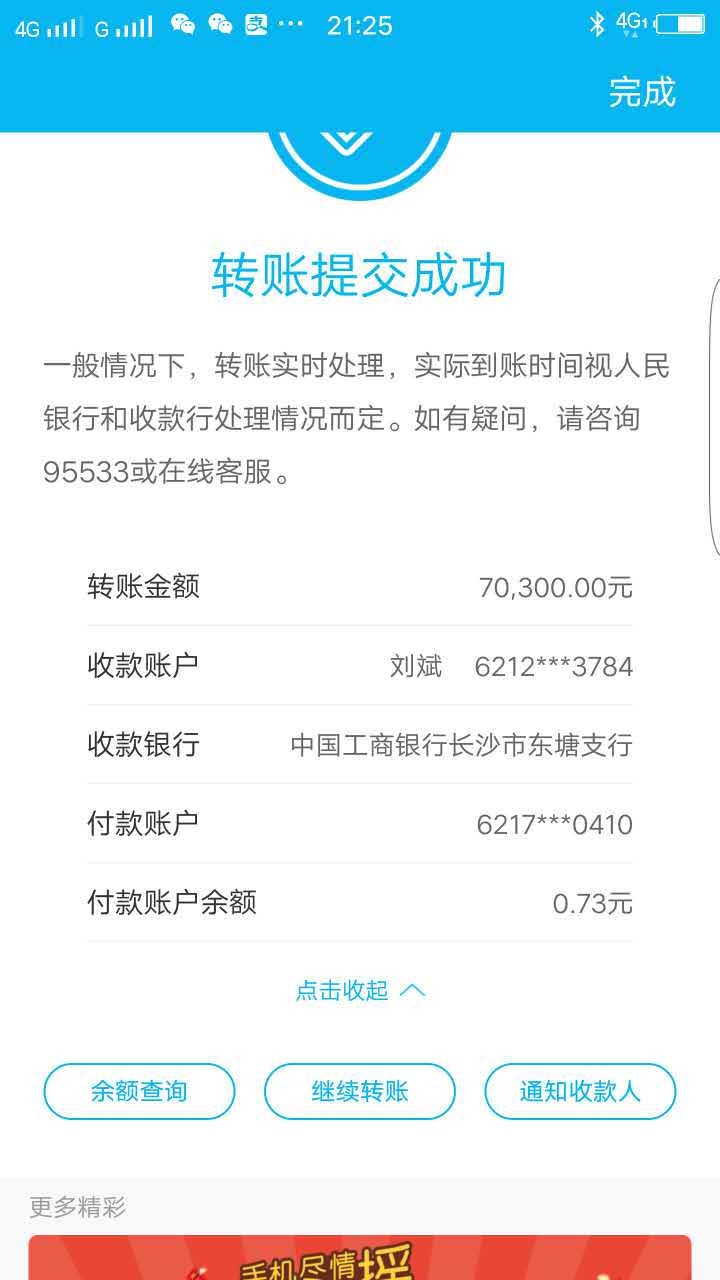 4G G 支 ··· 21:25 4G 1
完成
转账提交成功
一般情况下，转账实时处理，实际到账时间视人民
银行和收款行处理情况而定。如有疑问，请咨询
95533或在线客服。
转账金额 70,300.00元
收款账户 刘斌 6212***3784
收款银行 中国工商银行长沙市东塘支行
付款账户 6217***0410
付款账户余额 0.73元
点击收起
余额查询 继续转账 通知收款人
更多精彩
手机尽情摇